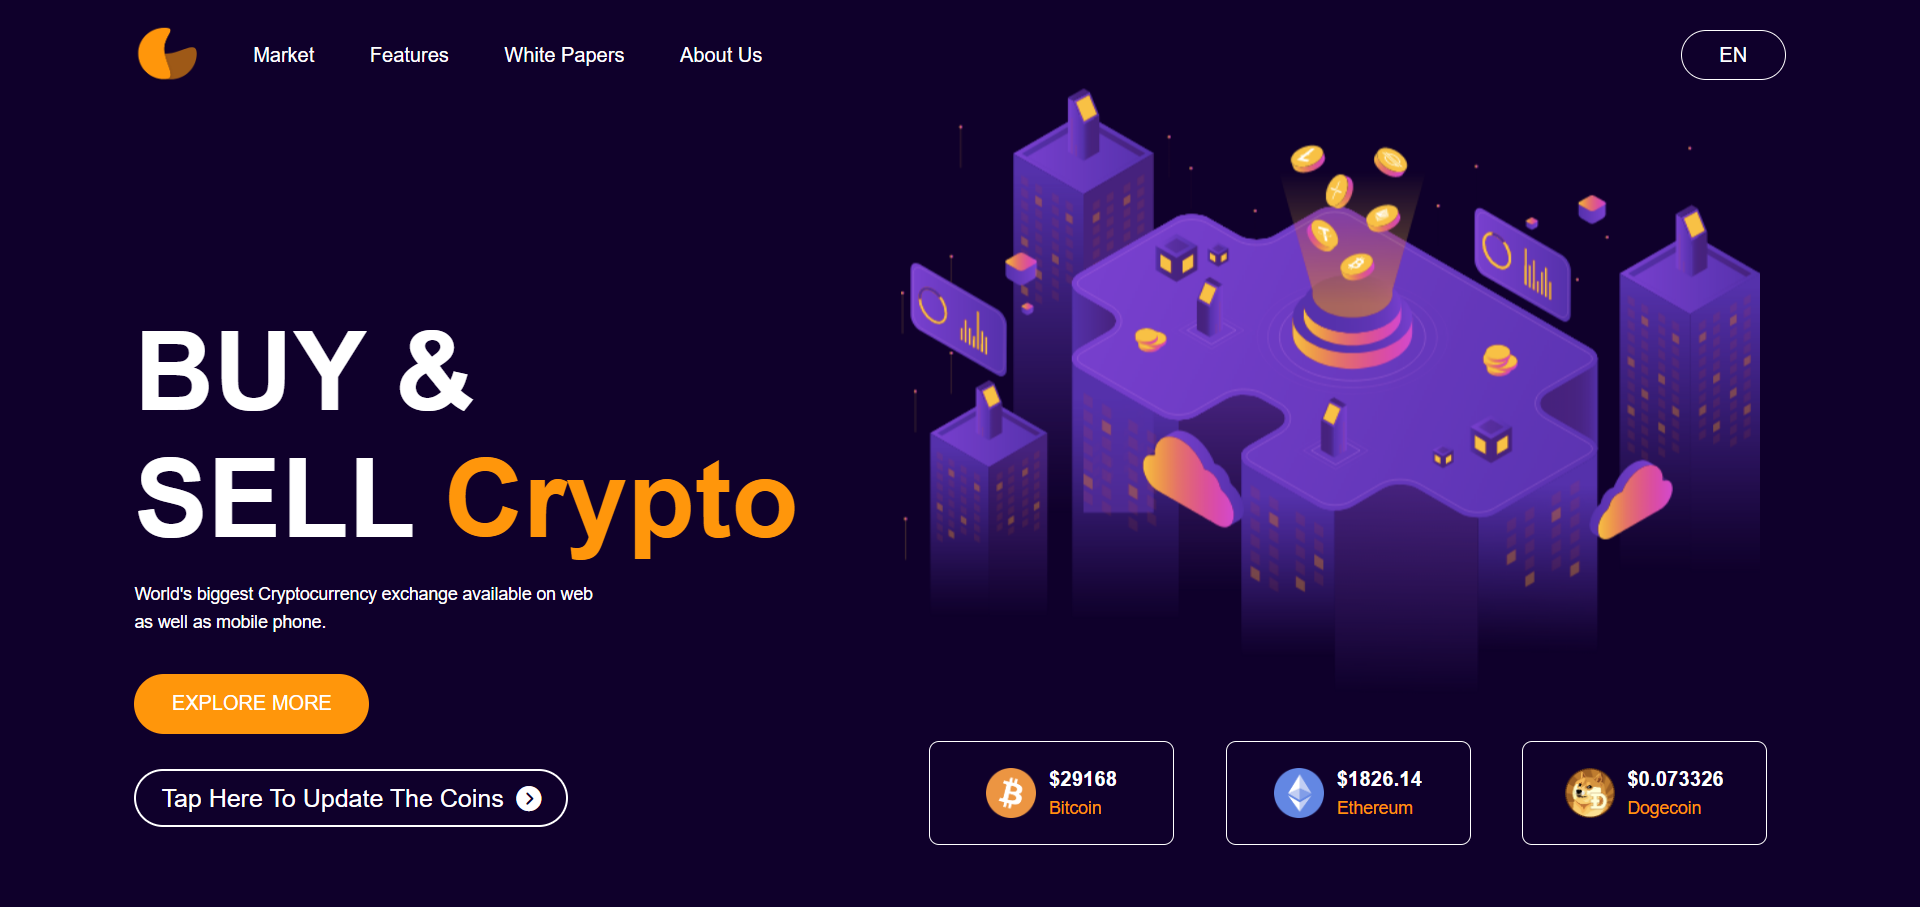 Market Features White Papers About Us EN
BUY &
SELL Crypto
World's biggest Cryptocurrency exchange available on web
as well as mobile phone.
EXPLORE MORE
Tap Here To Update The Coins
$29168
Bitcoin
$1826.14
Ethereum
$0.073326
Dogecoin